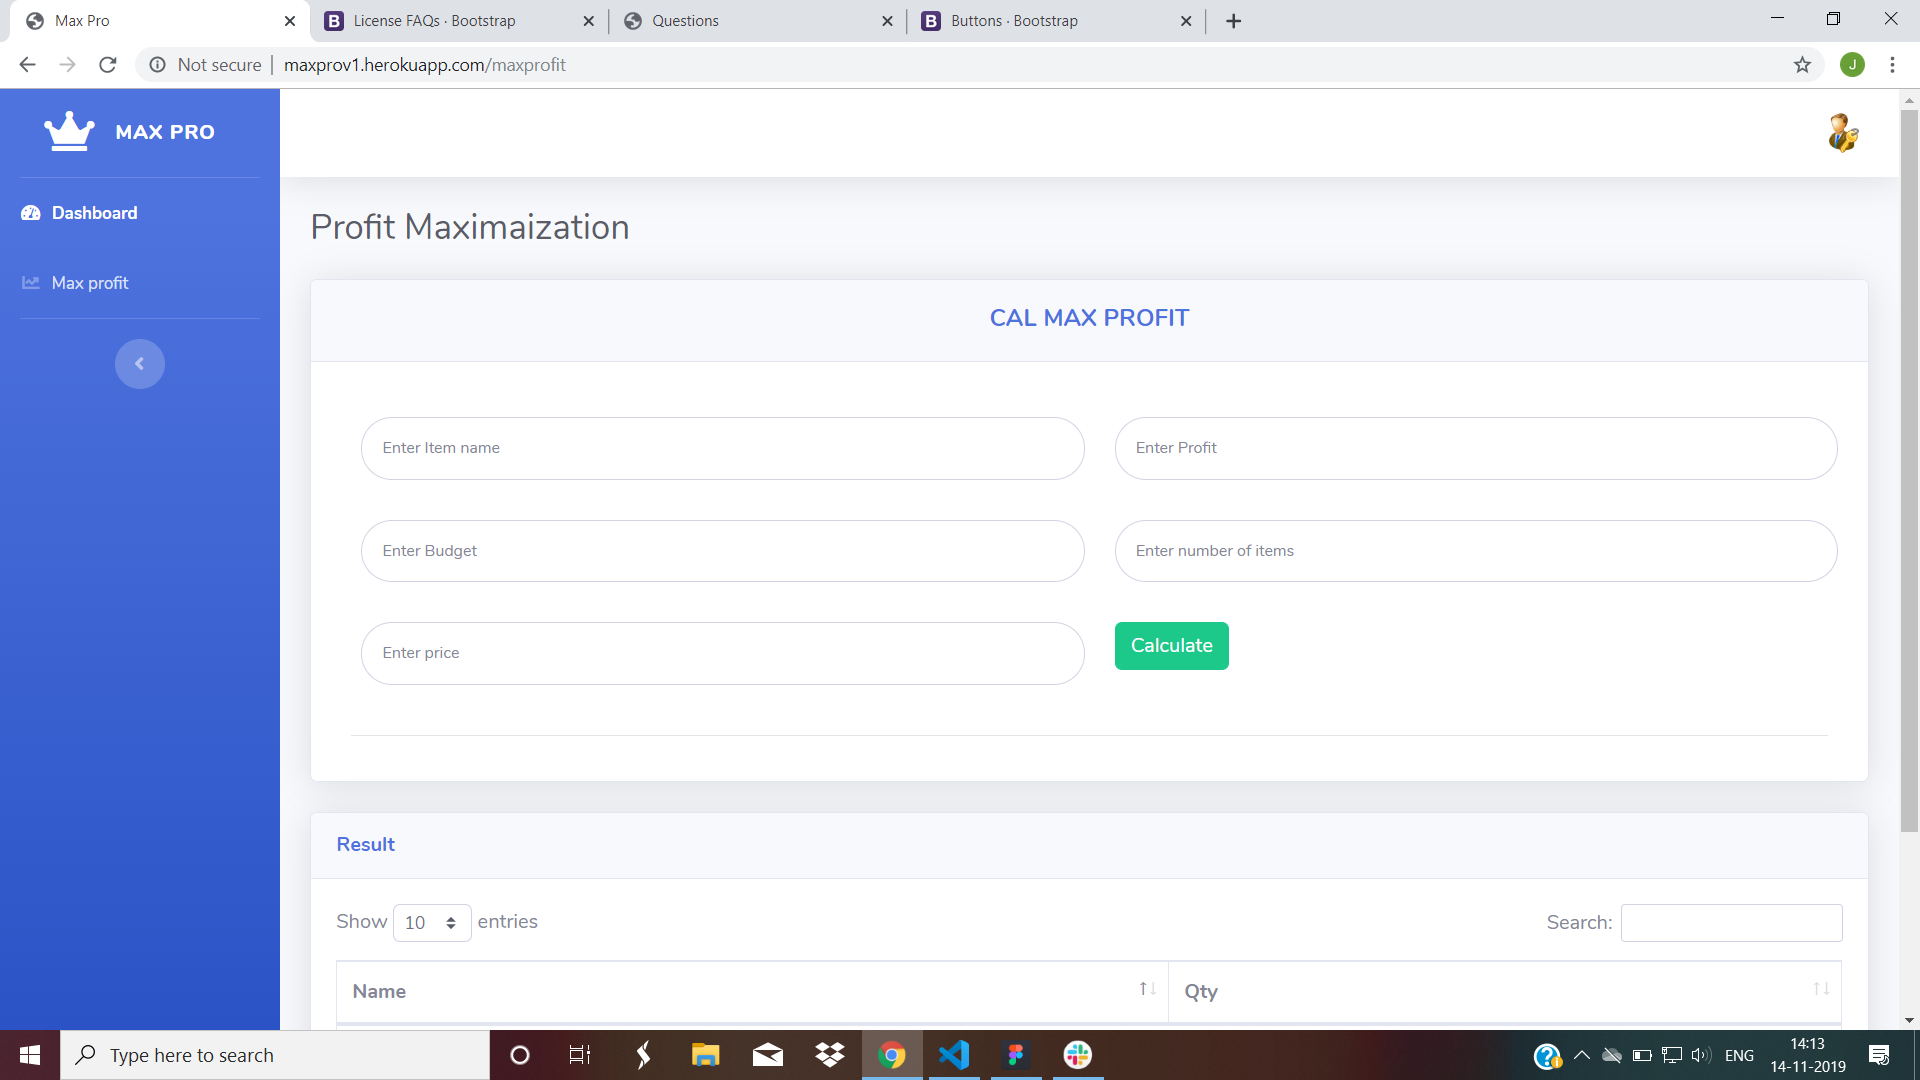 Max Pro
License FAQs · Bootstrap
Questions
Buttons · Bootstrap
Not secure
maxprov1.herokuapp.com/maxprofit
J
MAX PRO
Dashboard
Max profit
Profit Maximaization
CAL MAX PROFIT
Enter Item name
Enter Profit
Enter Budget
Enter number of items
Enter price
Calculate
Result
Show 10 entries
Search:
Name
Qty
Type here to search
ENG
14:13
14-11-2019